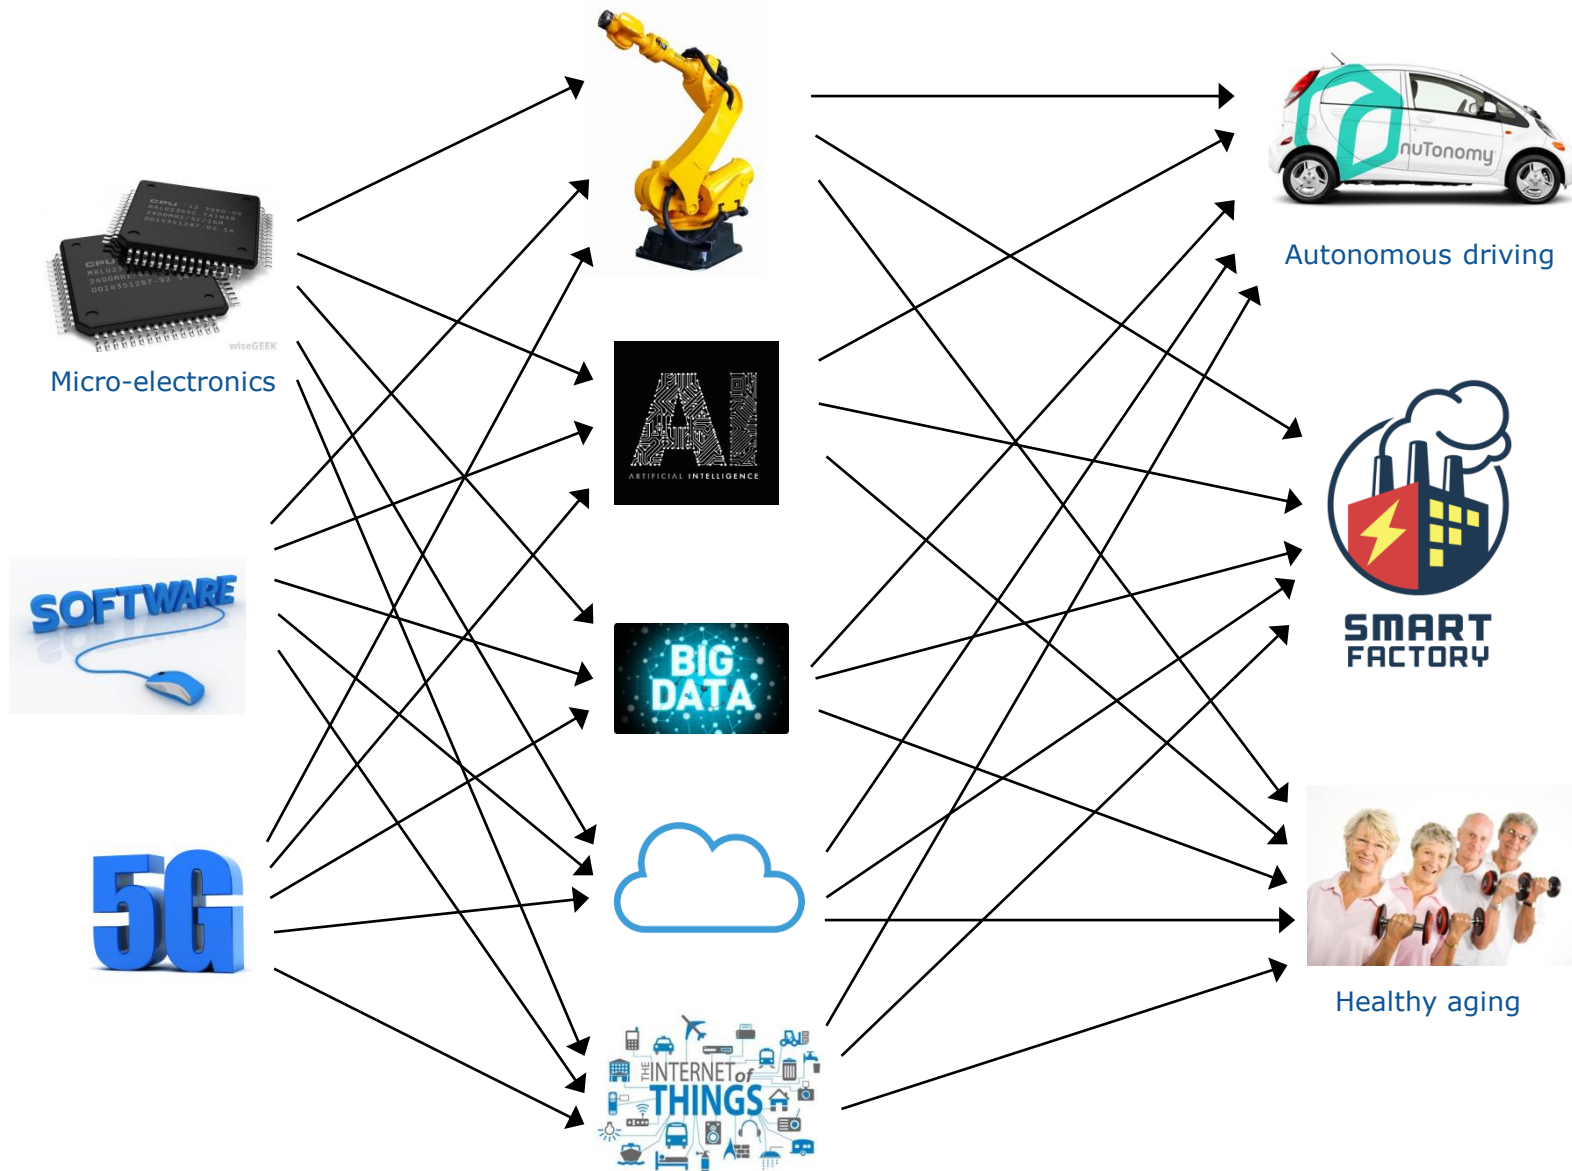 nuTonomy
Autonomous driving
wiseGEEK
Micro-electronics
AI
ARTIFICIAL INTELLIGENCE
SOFTWARE
BIG
DATA
SMART
FACTORY
5G
Healthy aging
THE INTERNET of
THINGS